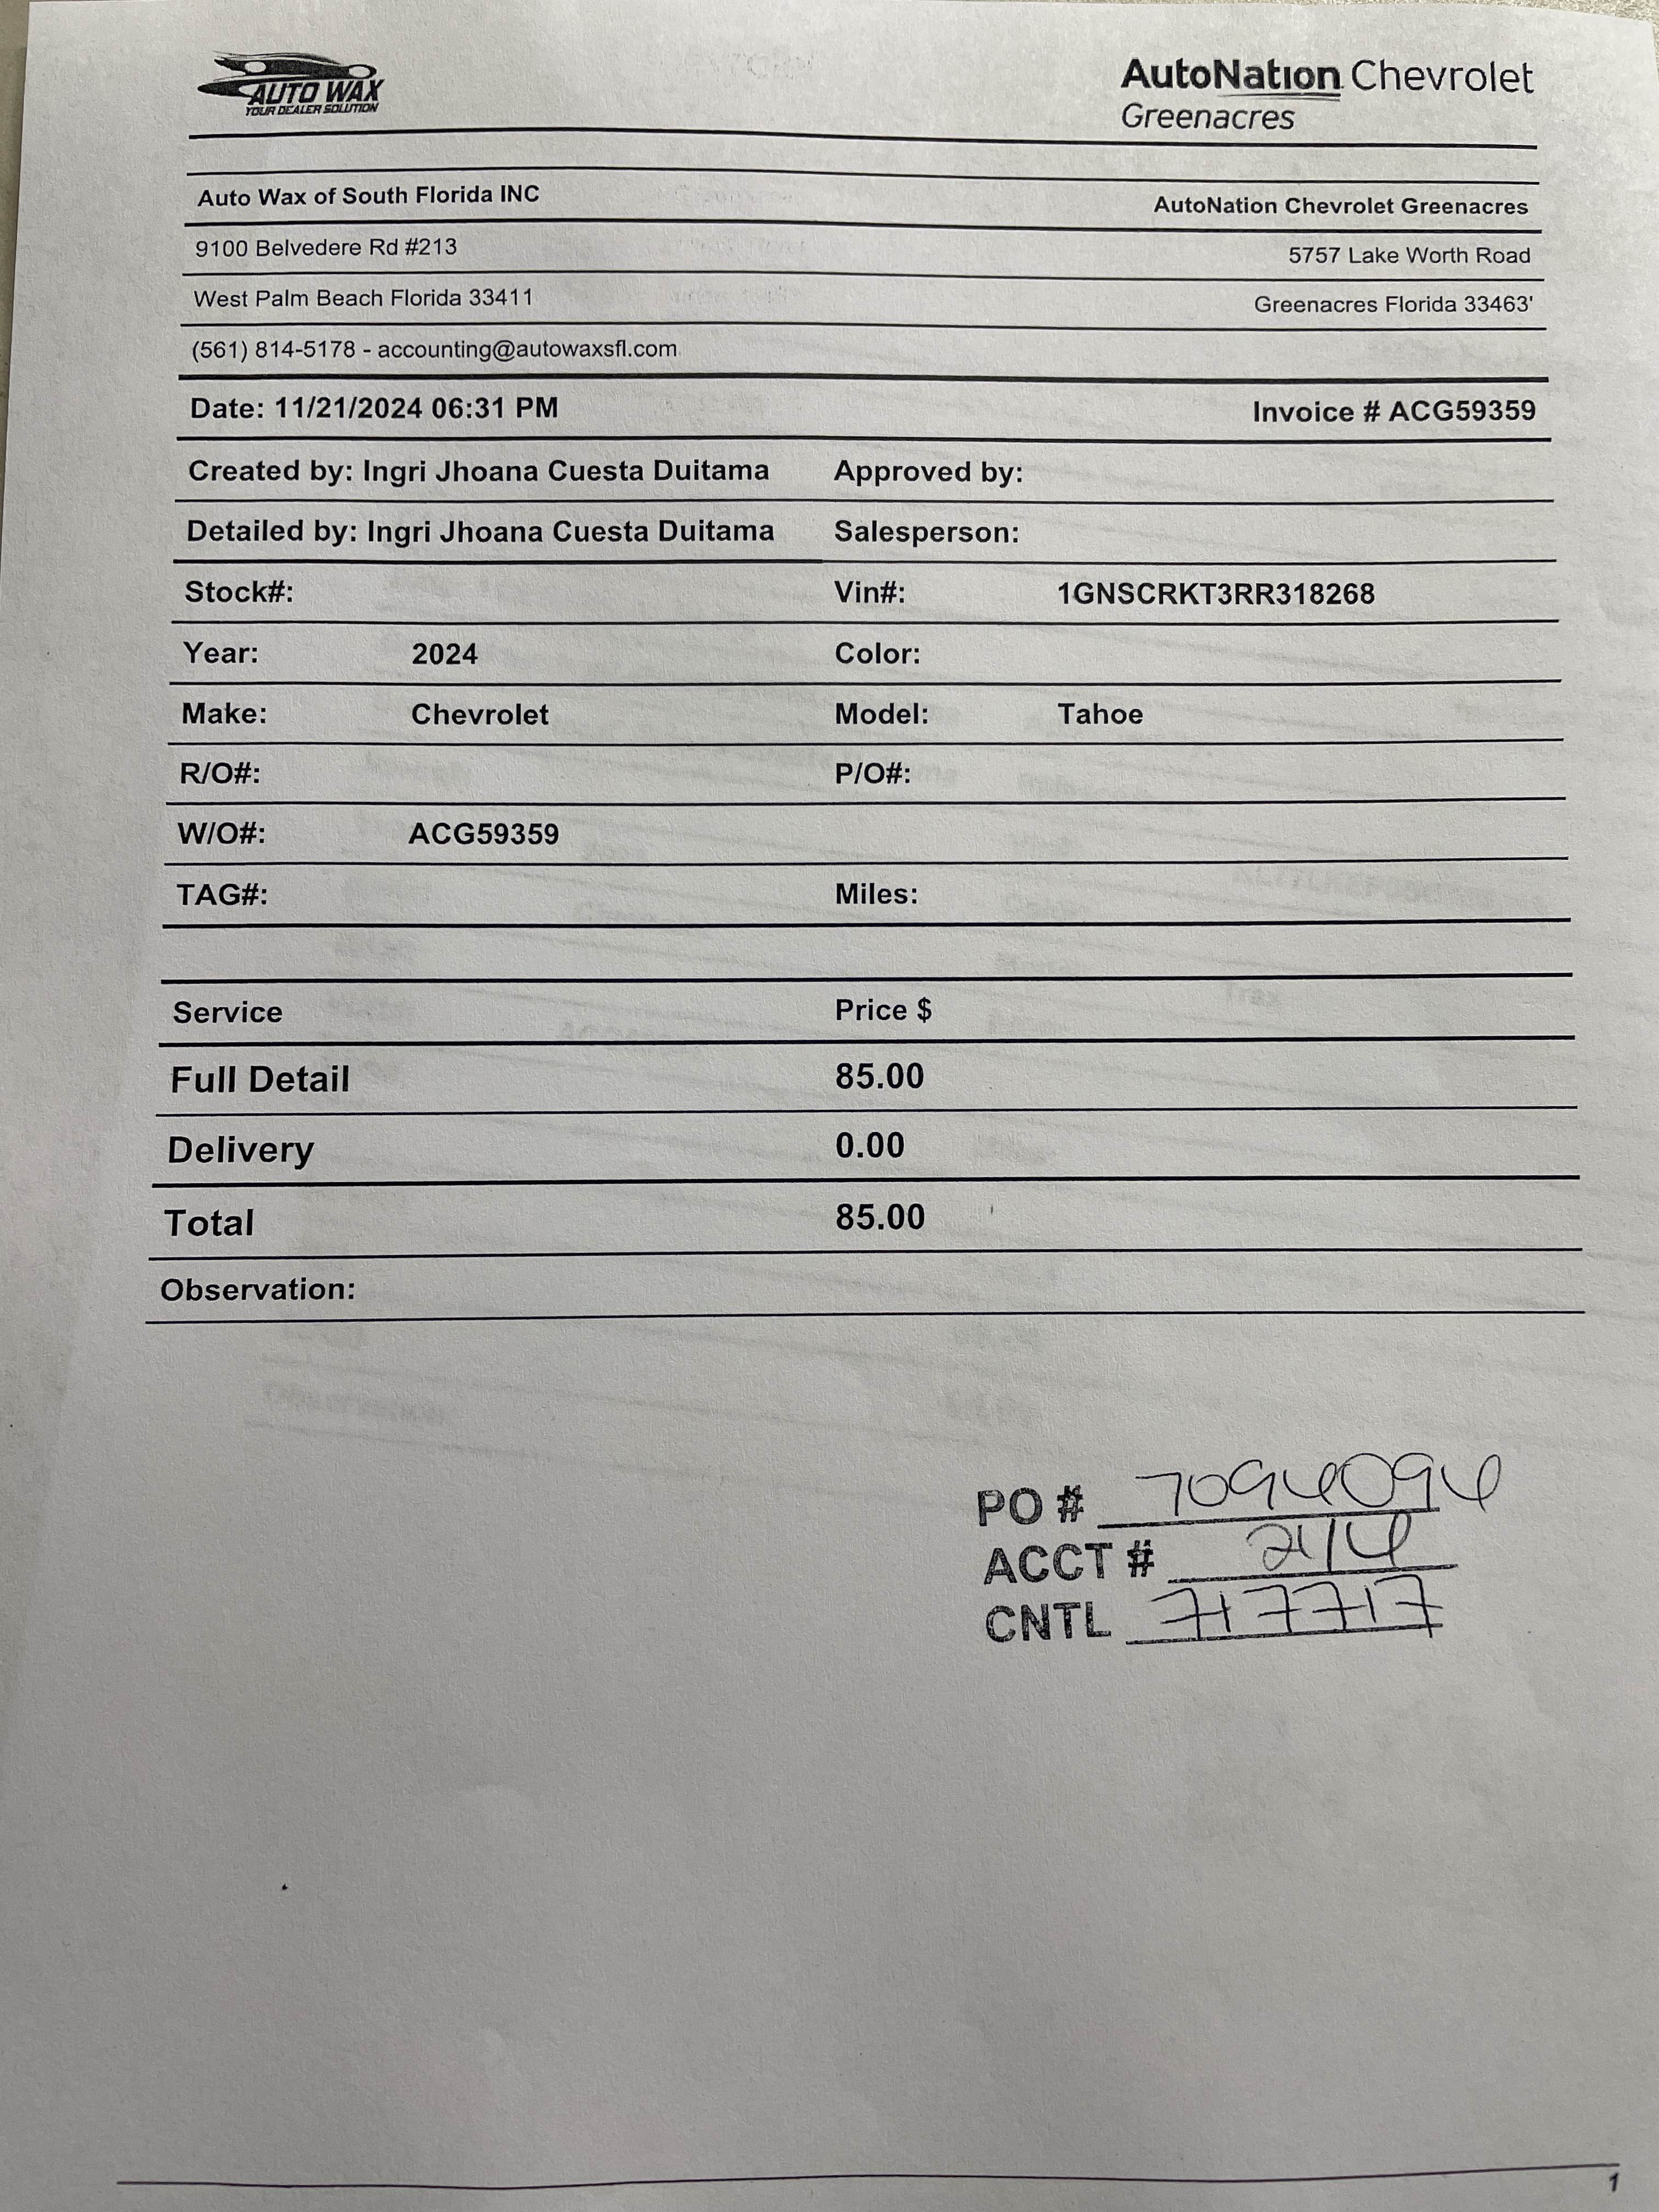 AUTO WAX
YOUR DEALER SOLUTION
AutoNation Chevrolet
Greenacres
Auto Wax of South Florida INC
AutoNation Chevrolet Greenacres
9100 Belvedere Rd #213
5757 Lake Worth Road
West Palm Beach Florida 33411
Greenacres Florida 33463'
(561) 814-5178 - accounting@autowaxsfl.com
Date: 11/21/2024 06:31 PM
Invoice # ACG59359
Created by: Ingri Jhoana Cuesta Duitama Approved by:
Detailed by: Ingri Jhoana Cuesta Duitama Salesperson:
Stock#: Vin#: 1GNSCRKT3RR318268
Year: 2024 Color:
Make: Chevrolet Model: Tahoe
R/O#: P/O#:
W/O#: ACG59359
TAG#: Miles:
Service Price $
Full Detail 85.00
Delivery 0.00
Total 85.00
Observation:
PO # 7094094
ACCT #
CNTL 717717
1